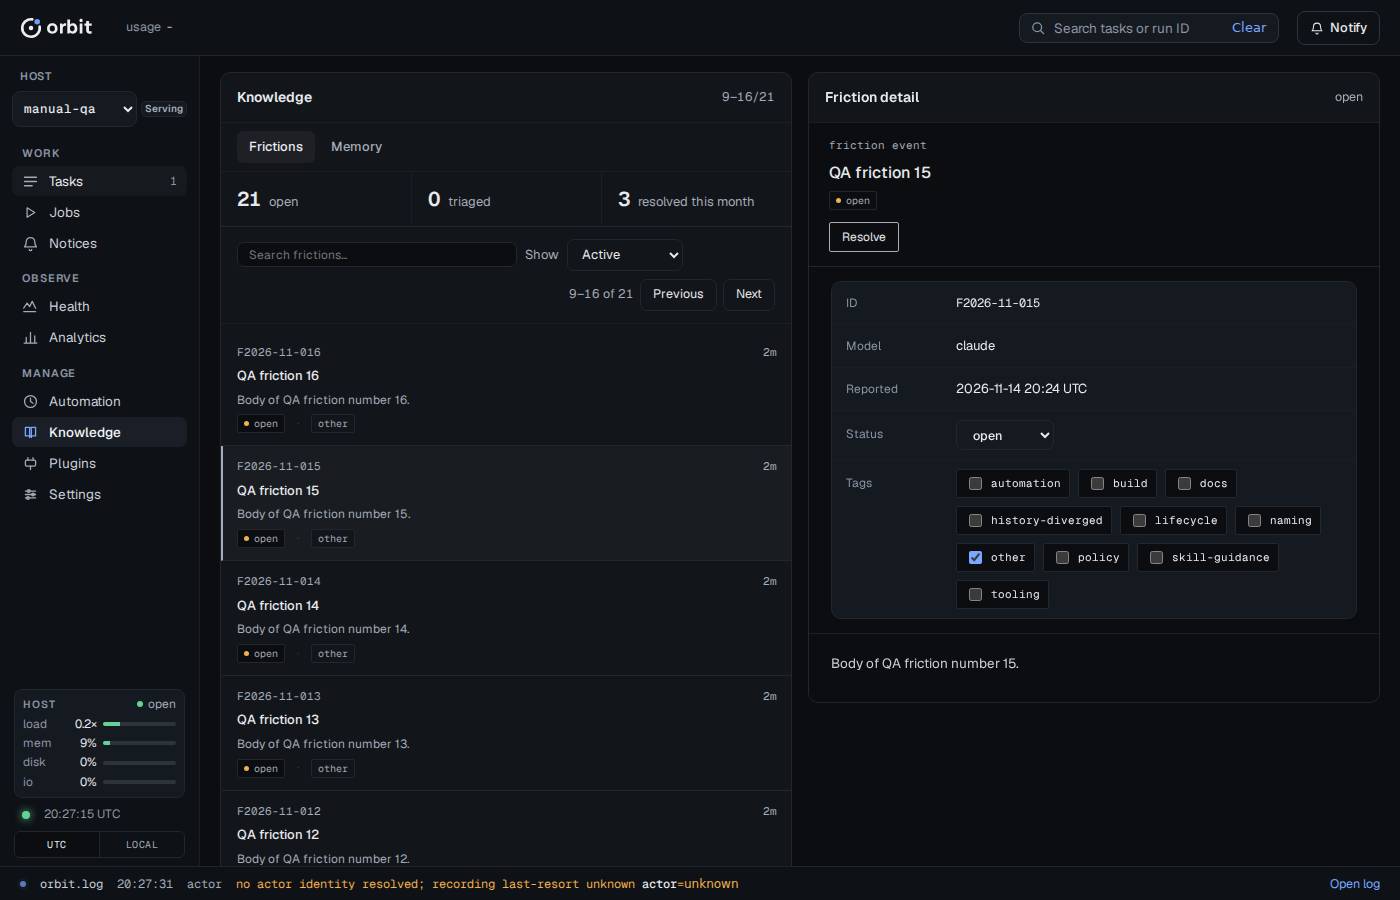 orbit
usage -
Search tasks or run ID
Clear
Notify
HOST
manual-qa
Serving
WORK
Tasks
1
Jobs
Notices
OBSERVE
Health
Analytics
MANAGE
Automation
Knowledge
Plugins
Settings
HOST
open
load 0.2×
mem 9%
disk 0%
io 0%
20:27:15 UTC
UTC
LOCAL
Knowledge
9–16/21
Frictions
Memory
21 open
0 triaged
3 resolved this month
Search frictions…
Show
Active
9–16 of 21
Previous
Next
F2026-11-016
2m
QA friction 16
Body of QA friction number 16.
open · other
F2026-11-015
2m
QA friction 15
Body of QA friction number 15.
open · other
F2026-11-014
2m
QA friction 14
Body of QA friction number 14.
open · other
F2026-11-013
2m
QA friction 13
Body of QA friction number 13.
open · other
F2026-11-012
2m
QA friction 12
Body of QA friction number 12.
Friction detail
open
friction event
QA friction 15
open
Resolve
ID F2026-11-015
Model claude
Reported 2026-11-14 20:24 UTC
Status open
Tags automation build docs
history-diverged lifecycle naming
other policy skill-guidance
tooling
Body of QA friction number 15.
orbit.log 20:27:31 actor no actor identity resolved; recording last-resort unknown actor=unknown
Open log